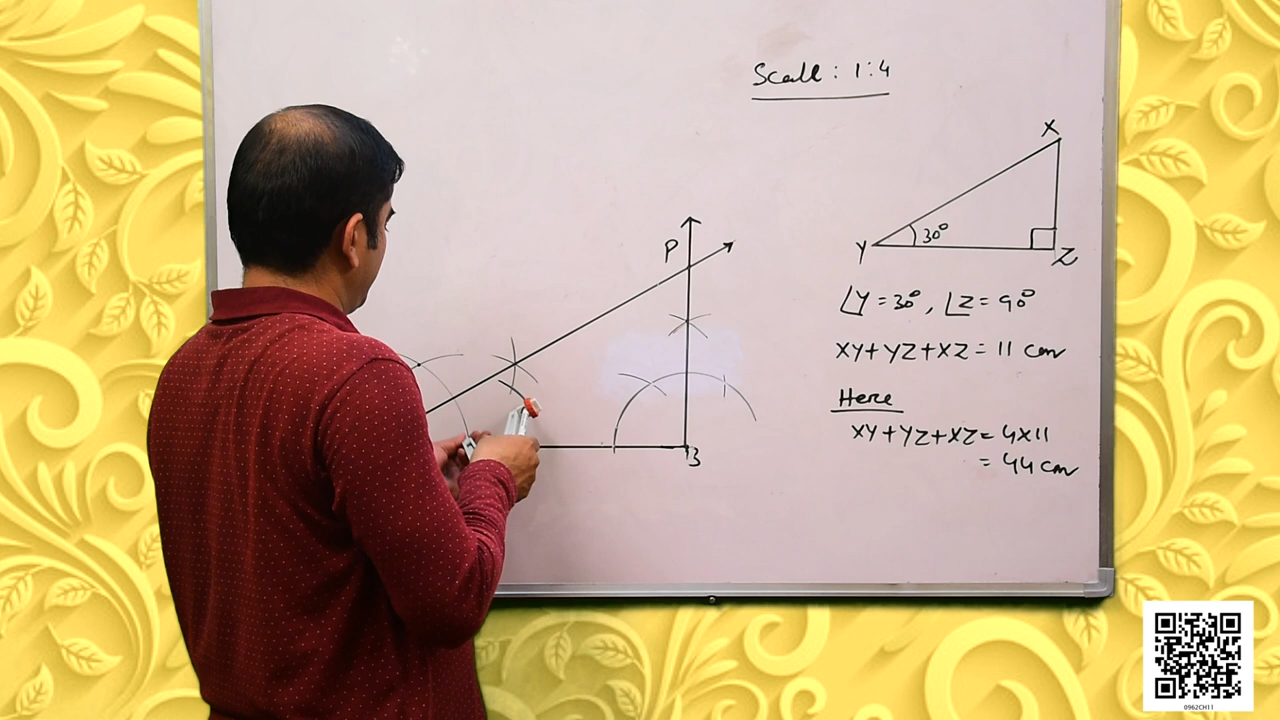 Scale : 1:4
X
Y 30° Z
P
B
∠Y = 30°, ∠Z = 90°
XY+YZ+XZ = 11 cm
Here
XY+YZ+XZ = 4×11
= 44 cm
0962CH11